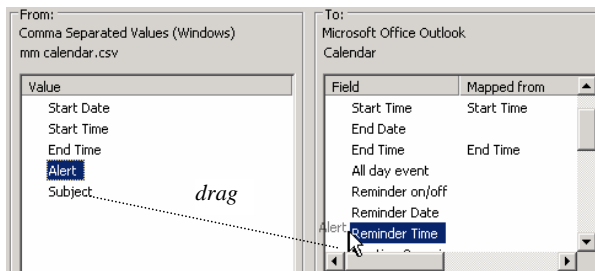 From:
Comma Separated Values (Windows)
mm calendar.csv
Value
Start Date
Start Time
End Time
Alert
Subject
drag
To:
Microsoft Office Outlook
Calendar
Field Mapped from
Start Time Start Time
End Date
End Time End Time
All day event
Reminder on/off
Reminder Date
Alert
Reminder Time